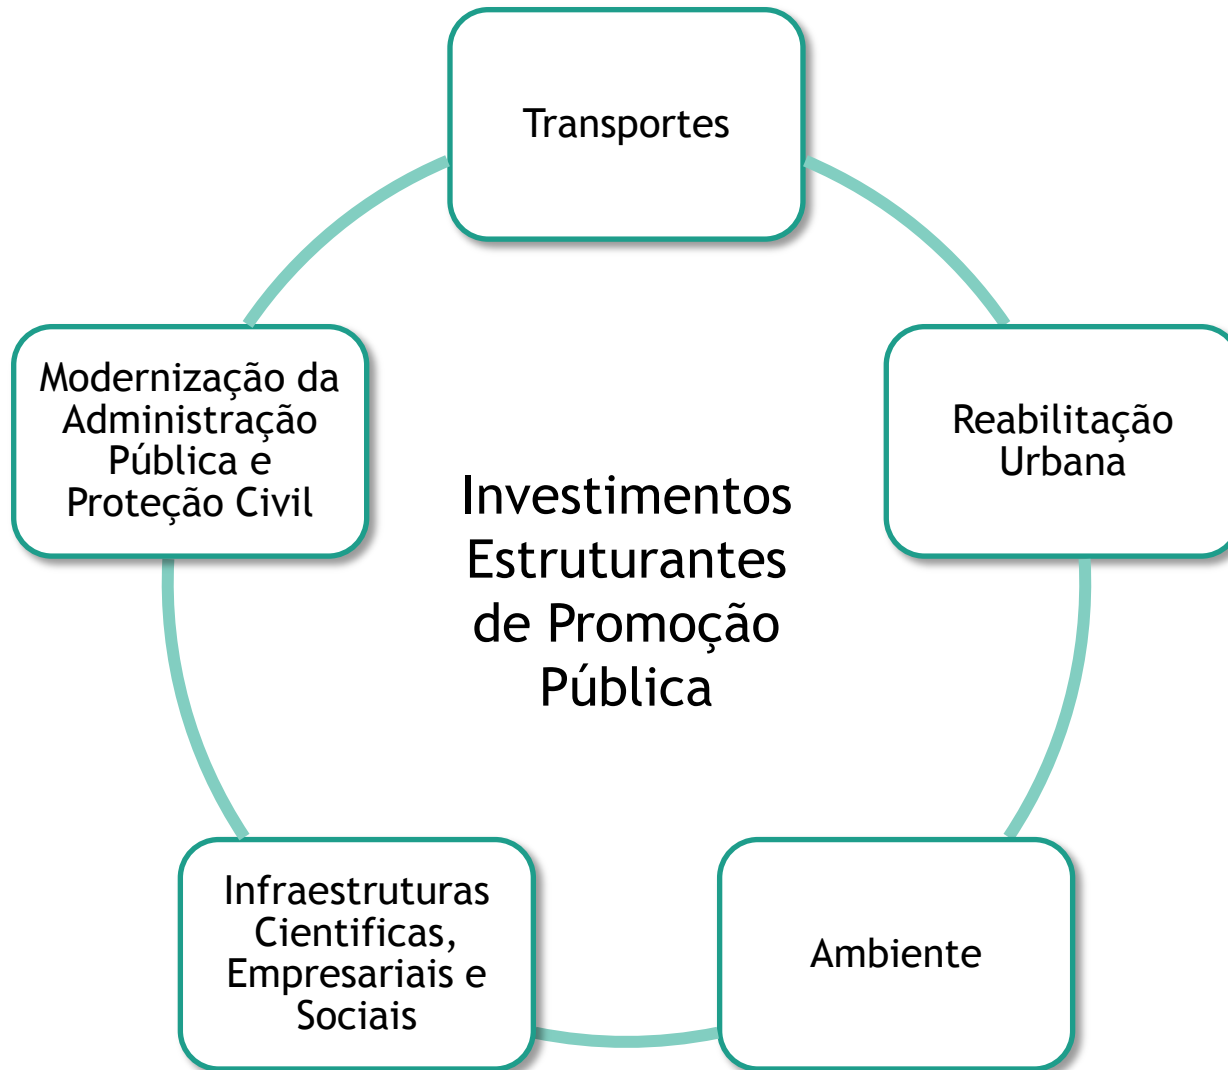 Transportes
Modernização da
Administração
Pública e
Proteção Civil
Reabilitação
Urbana
Investimentos
Estruturantes
de Promoção
Pública
Infraestruturas
Cientificas,
Empresariais e
Sociais
Ambiente